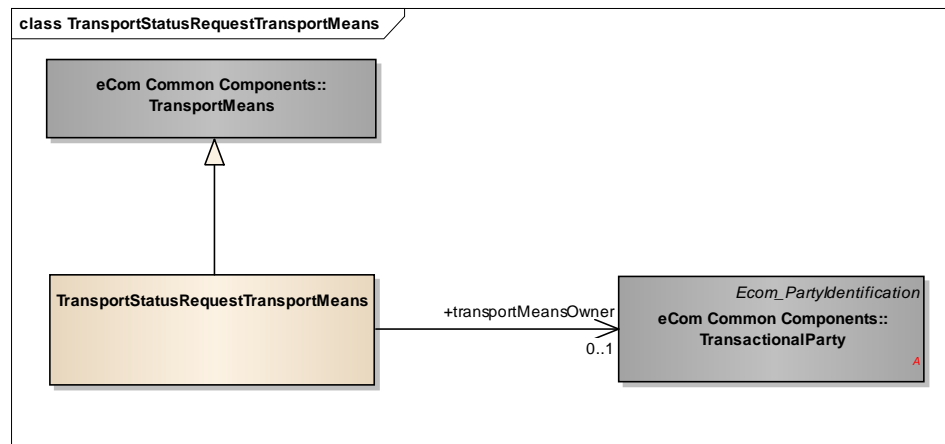 class TransportStatusRequestTransportMeans
eCom Common Components::
TransportMeans
TransportStatusRequestTransportMeans
+transportMeansOwner
0..1
Ecom_PartyIdentification
eCom Common Components::
TransactionalParty
A